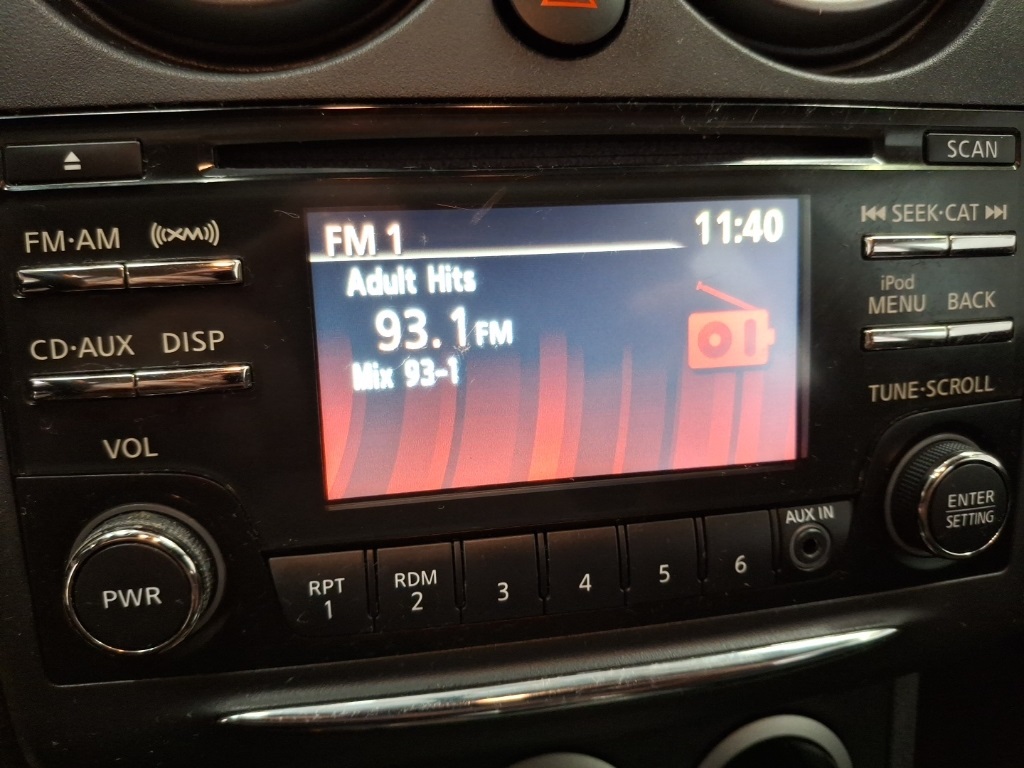 SCAN
FM·AM
((XM))
FM 1
11:40
SEEK·CAT
Adult Hits
iPod
MENU
BACK
93.1 FM
CD·AUX
DISP
Mix 93-1
TUNE·SCROLL
VOL
ENTER
SETTING
AUX IN
PWR
RPT
1
RDM
2
3
4
5
6